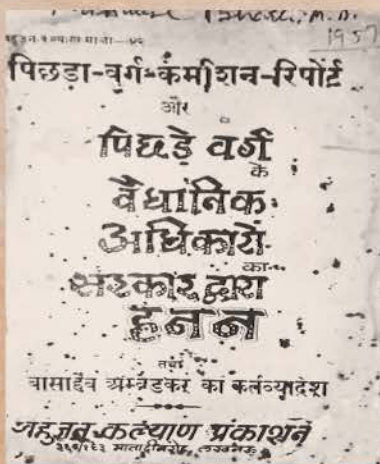 M.A.
1957
पिछड़ा-वर्ग-कमीशन-रिपोर्ट
और
पिछड़े वर्ग
के
वैधानिक
अधिकारों
का
सरकार द्वारा
हनन
तथा
बाबासाहेब अम्बेडकर का कर्तव्यादेश
बहुजन कल्याण प्रकाशन